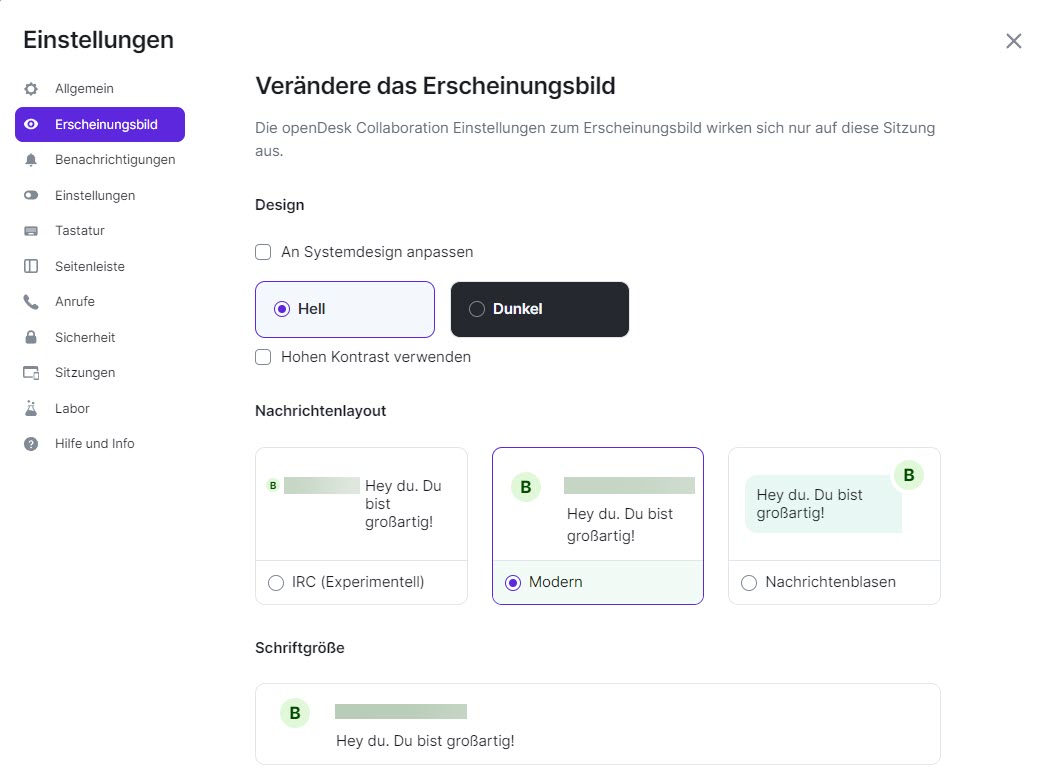 Einstellungen
Allgemein
Erscheinungsbild
Benachrichtigungen
Einstellungen
Tastatur
Seitenleiste
Anrufe
Sicherheit
Sitzungen
Labor
Hilfe und Info
Verändere das Erscheinungsbild
Die openDesk Collaboration Einstellungen zum Erscheinungsbild wirken sich nur auf diese Sitzung
aus.
Design
An Systemdesign anpassen
Hell
Dunkel
Hohen Kontrast verwenden
Nachrichtenlayout
B
Hey du. Du
bist
großartig!
IRC (Experimentell)
B
Hey du. Du bist
großartig!
Modern
B
Hey du. Du bist
großartig!
Nachrichtenblasen
Schriftgröße
B
Hey du. Du bist großartig!